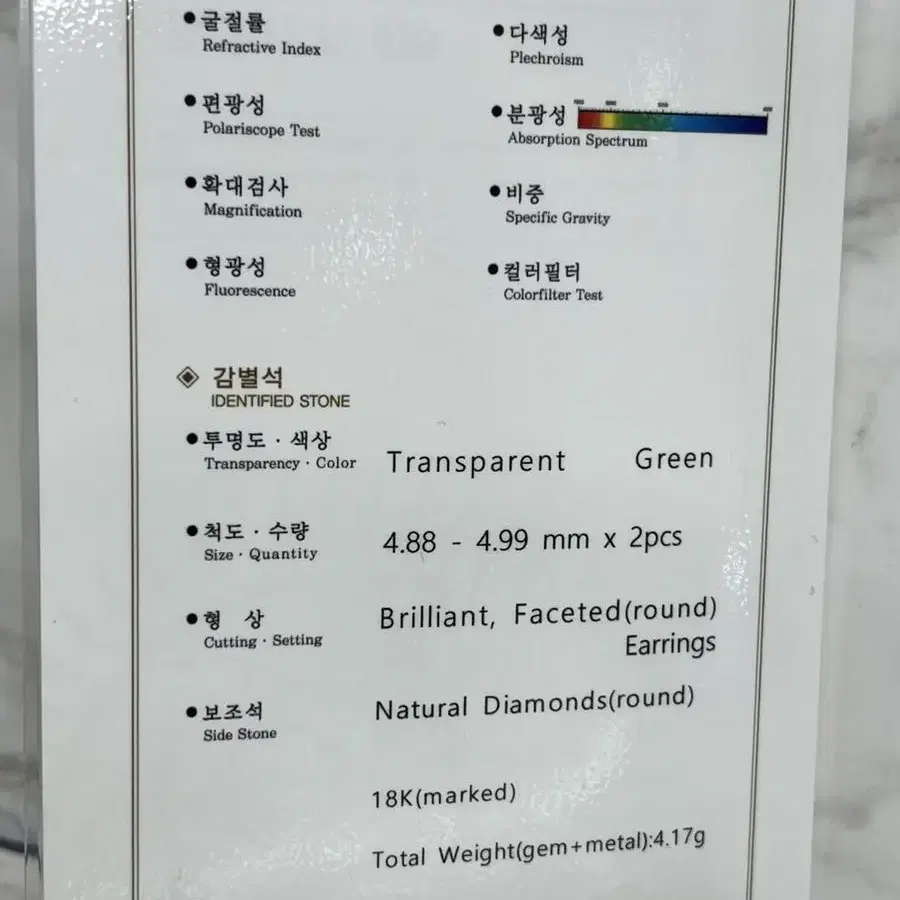 ●굴절률
Refractive Index
●다색성
Plechroism
●편광성
Polariscope Test
●분광성
Absorption Spectrum
●확대검사
Magnification
●비중
Specific Gravity
●형광성
Fluorescence
●컬러필터
Colorfilter Test
◈ 감별석
IDENTIFIED STONE
●투명도 · 색상
Transparency · Color
Transparent Green
●척도 · 수량
Size · Quantity
4.88 - 4.99 mm x 2pcs
●형 상
Cutting · Setting
Brilliant, Faceted(round)
Earrings
●보조석
Side Stone
Natural Diamonds(round)
18K(marked)
Total Weight(gem+metal):4.17g